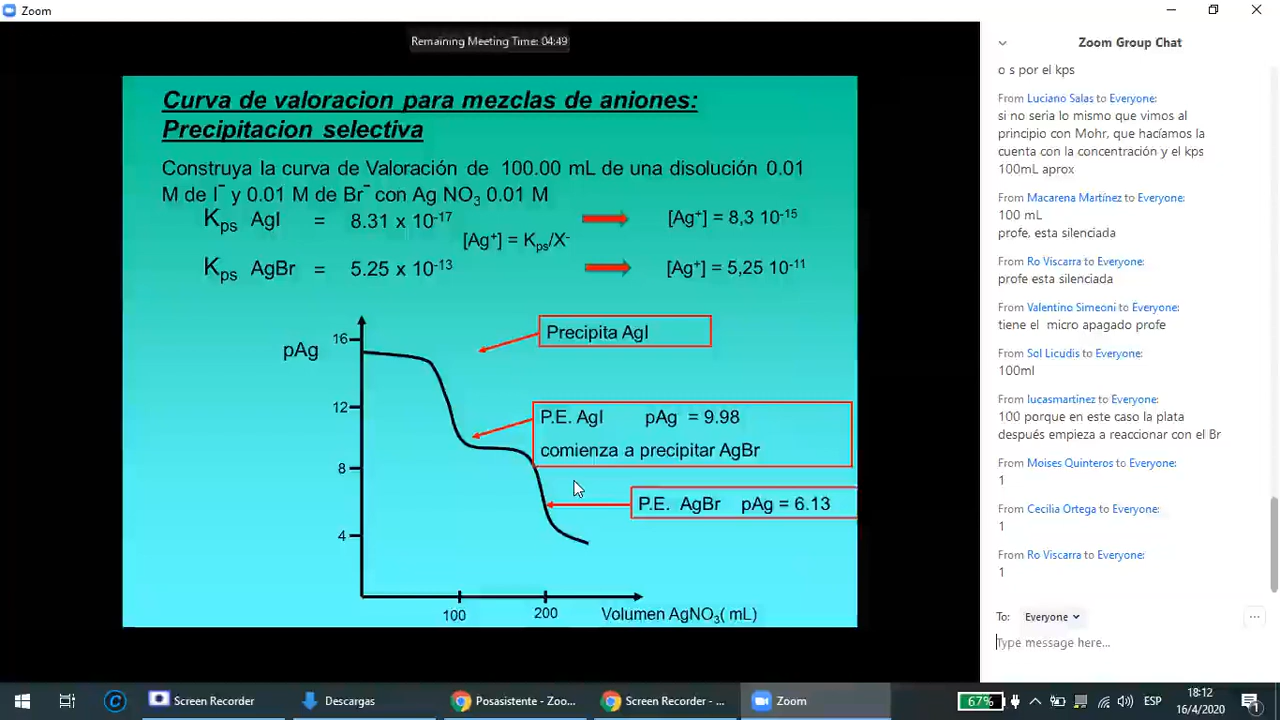 Zoom
Remaining Meeting Time: 04:49
Curva de valoracion para mezclas de aniones:
Precipitacion selectiva
Construya la curva de Valoración de 100.00 mL de una disolución 0.01
M de I⁻ y 0.01 M de Br⁻ con Ag NO₃ 0.01 M
Kps AgI = 8.31 x 10⁻¹⁷
[Ag⁺] = 8,3 10⁻¹⁵
[Ag⁺] = Kps/X⁻
Kps AgBr = 5.25 x 10⁻¹³
[Ag⁺] = 5,25 10⁻¹¹
Precipita AgI
pAg
16
12
8
4
P.E. AgI pAg = 9.98
comienza a precipitar AgBr
P.E. AgBr pAg = 6.13
100
200
Volumen AgNO₃( mL)
Zoom Group Chat
o s por el kps
From Luciano Salas to Everyone:
si no seria lo mismo que vimos al
principio con Mohr, que hacíamos la
cuenta con la concentración y el kps
100mL aprox
From Macarena Martínez to Everyone:
100 mL
profe, esta silenciada
From Ro Viscarra to Everyone:
profe esta silenciada
From Valentino Simeoni to Everyone:
tiene el micro apagado profe
From Sol Licudis to Everyone:
100ml
From lucasmartinez to Everyone:
100 porque en este caso la plata
después empieza a reaccionar con el Br
From Moises Quinteros to Everyone:
1
From Cecilia Ortega to Everyone:
1
From Ro Viscarra to Everyone:
1
To: Everyone
Type message here...
Screen Recorder
Descargas
Posasistente - Zoo...
Screen Recorder - ...
Zoom
67%
ESP
18:12
16/4/2020
1